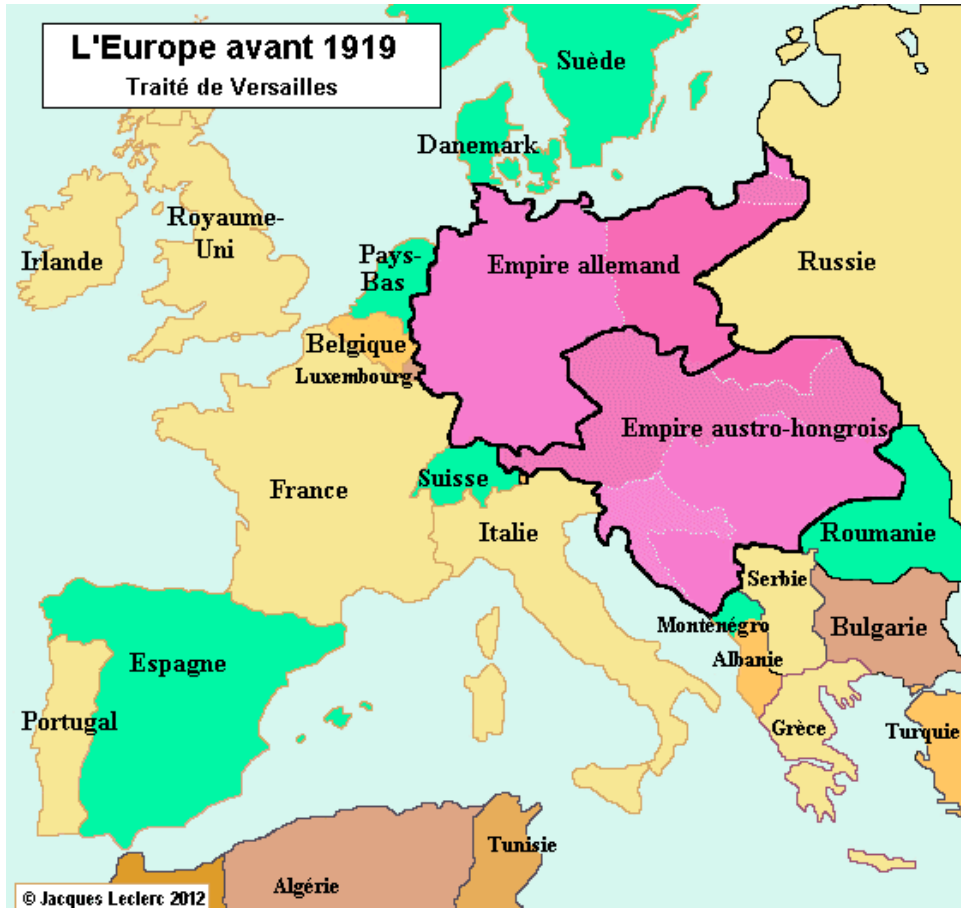 L'Europe avant 1919
Traité de Versailles
Suède
Danemark
Royaume-
Uni
Irlande
Pays-
Bas
Empire allemand
Russie
Belgique
Luxembourg
Empire austro-hongrois
Suisse
France
Italie
Roumanie
Serbie
Monténégro
Bulgarie
Albanie
Espagne
Portugal
Grèce
Turquie
Tunisie
Algérie
© Jacques Leclerc 2012